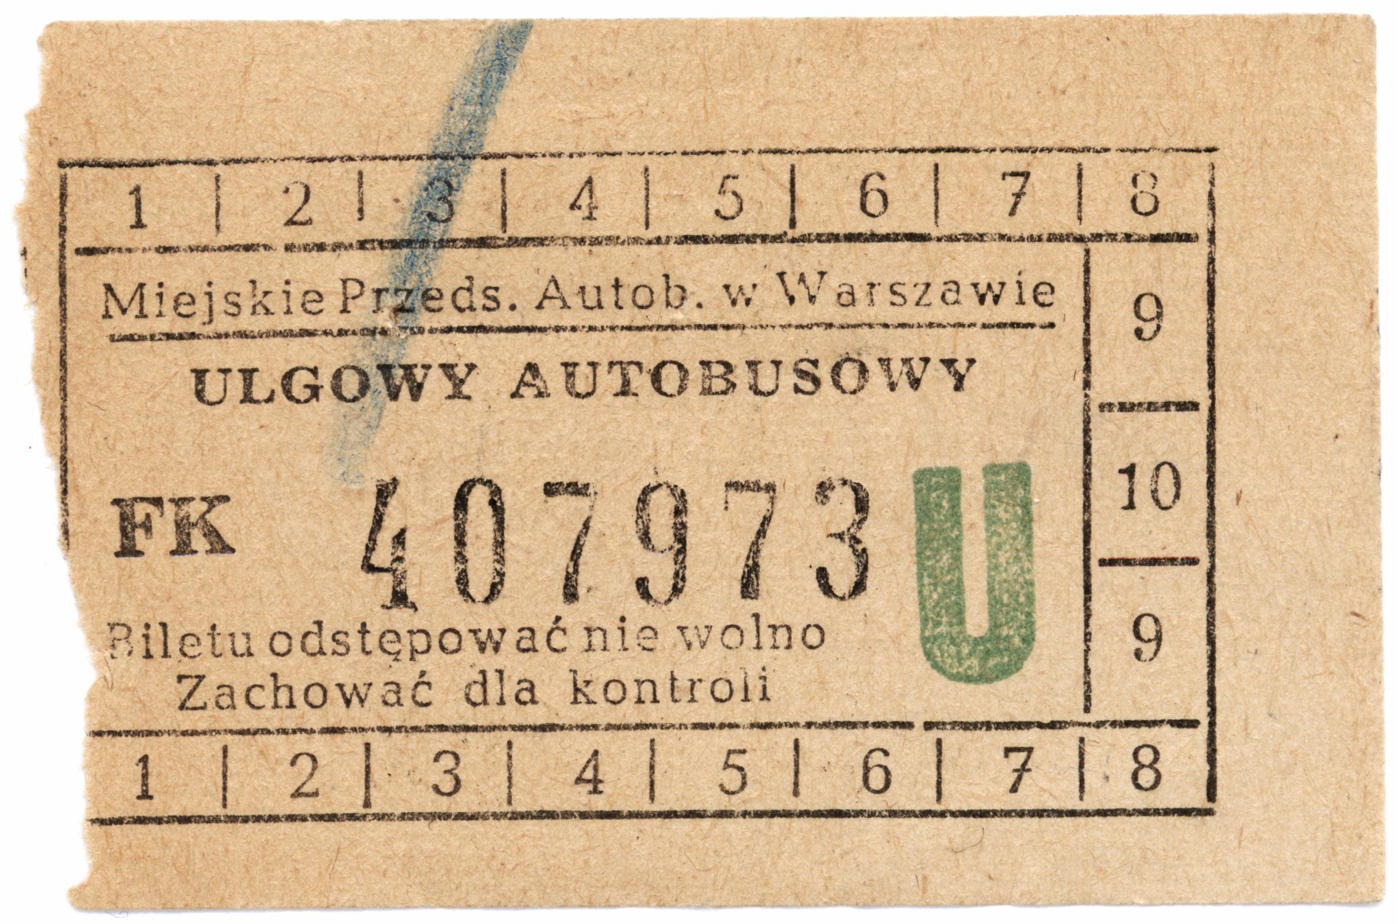 1 | 2 | 3 | 4 | 5 | 6 | 7 | 8
Miejskie Przeds. Autob. w Warszawie
9
ULGOWY AUTOBUSOWY
10
FK 407973 U
Biletu odstępować nie wolno
9
Zachować dla kontroli
1 | 2 | 3 | 4 | 5 | 6 | 7 | 8